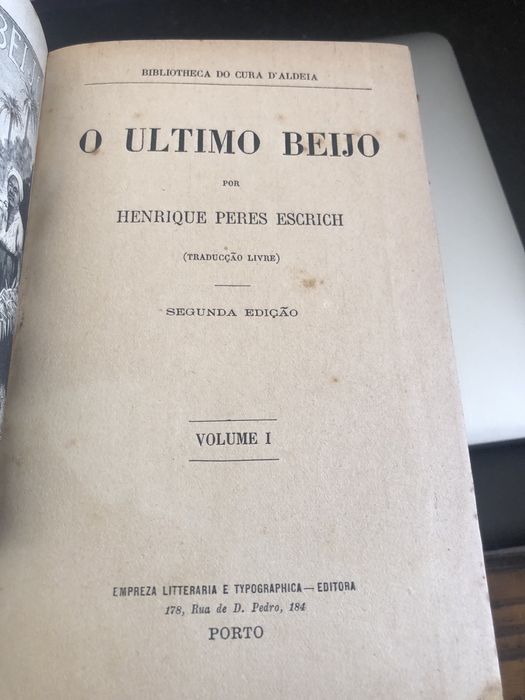 BIBLIOTHECA DO CURA D'ALDEIA
O ULTIMO BEIJO
POR
HENRIQUE PERES ESCRICH
(TRADUCÇÃO LIVRE)
SEGUNDA EDIÇÃO
VOLUME I
EMPREZA LITTERARIA E TYPOGRAPHICA—EDITORA
178, Rua de D. Pedro, 184
PORTO